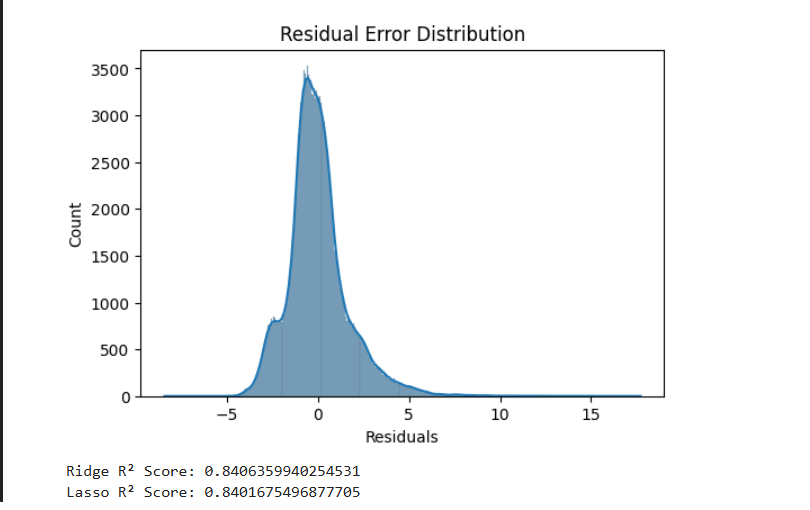 Residual Error Distribution
3500
3000
2500
2000
1500
1000
500
0
Count
−5 0 5 10 15
Residuals
Ridge R² Score: 0.8406359940254531
Lasso R² Score: 0.8401675496877705